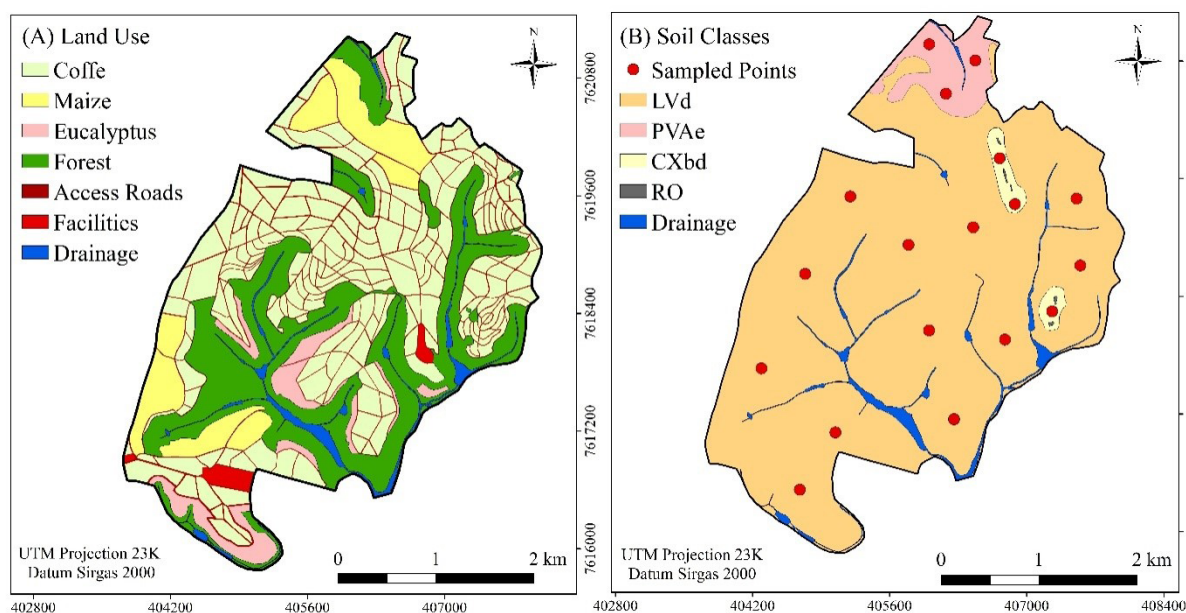 (A) Land Use
Coffe
Maize
Eucalyptus
Forest
Access Roads
Facilitics
Drainage
N
UTM Projection 23K
Datum Sirgas 2000
0 1 2 km
402800 404200 405600 407000
7620800
7619600
7618400
7617200
7616000
(B) Soil Classes
Sampled Points
LVd
PVAe
CXbd
RO
Drainage
N
UTM Projection 23K
Datum Sirgas 2000
0 1 2 km
402800 404200 405600 407000 408400